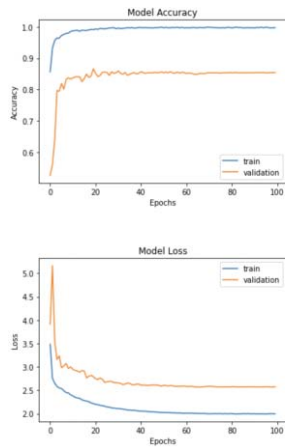 Model Accuracy
1.0
0.9
0.8
0.7
0.6
Accuracy
train
validation
0 20 40 60 80 100
Epochs
Model Loss
5.0
4.5
4.0
3.5
3.0
2.5
2.0
Loss
train
validation
0 20 40 60 80 100
Epochs